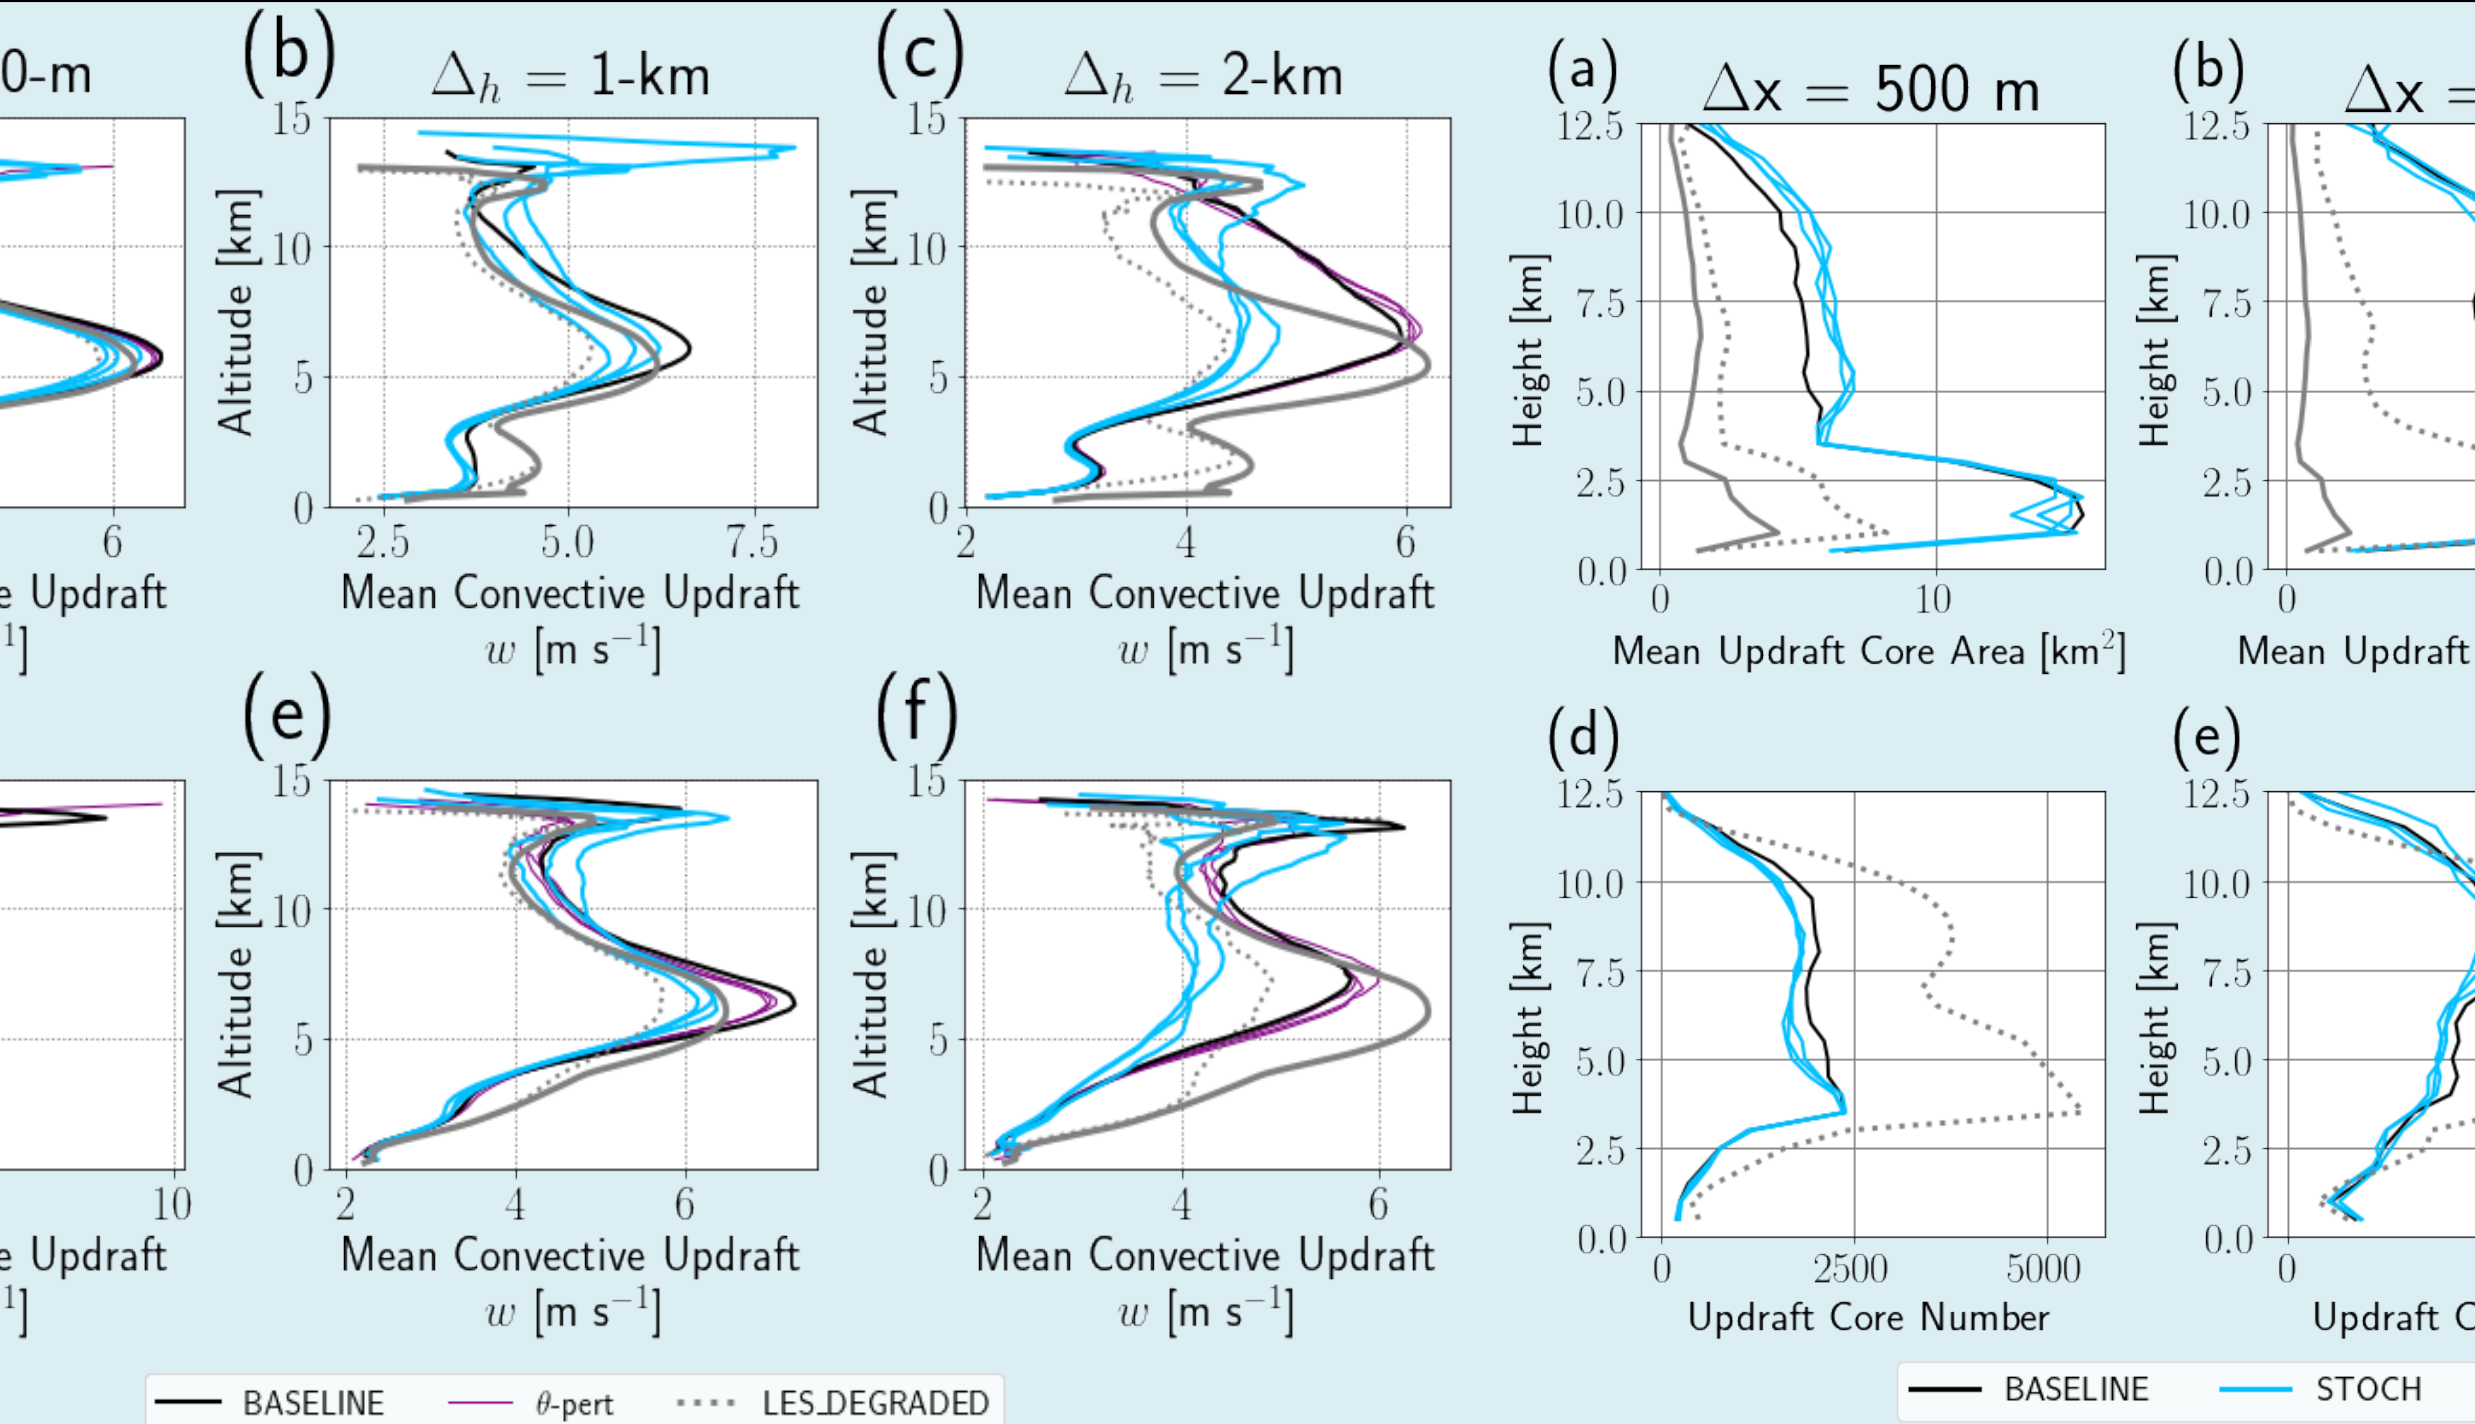 0-m
6
e Updraft
1]
(b)
Δh = 1-km
15
10
5
0
Altitude [km]
2.5 5.0 7.5
Mean Convective Updraft
w [m s−1]
(c)
Δh = 2-km
15
10
5
0
Altitude [km]
2 4 6
Mean Convective Updraft
w [m s−1]
(a)
Δx = 500 m
12.5
10.0
7.5
5.0
2.5
0.0
Height [km]
0 10
Mean Updraft Core Area [km2]
(b)
Δx =
12.5
10.0
7.5
5.0
2.5
0.0
Height [km]
0
Mean Updraft
10
e Updraft
1]
(e)
15
10
5
0
Altitude [km]
2 4 6
Mean Convective Updraft
w [m s−1]
(f)
15
10
5
0
Altitude [km]
2 4 6
Mean Convective Updraft
w [m s−1]
(d)
12.5
10.0
7.5
5.0
2.5
0.0
Height [km]
0 2500 5000
Updraft Core Number
(e)
12.5
10.0
7.5
5.0
2.5
0.0
Height [km]
0
Updraft C
BASELINE θ-pert LES_DEGRADED
BASELINE STOCH